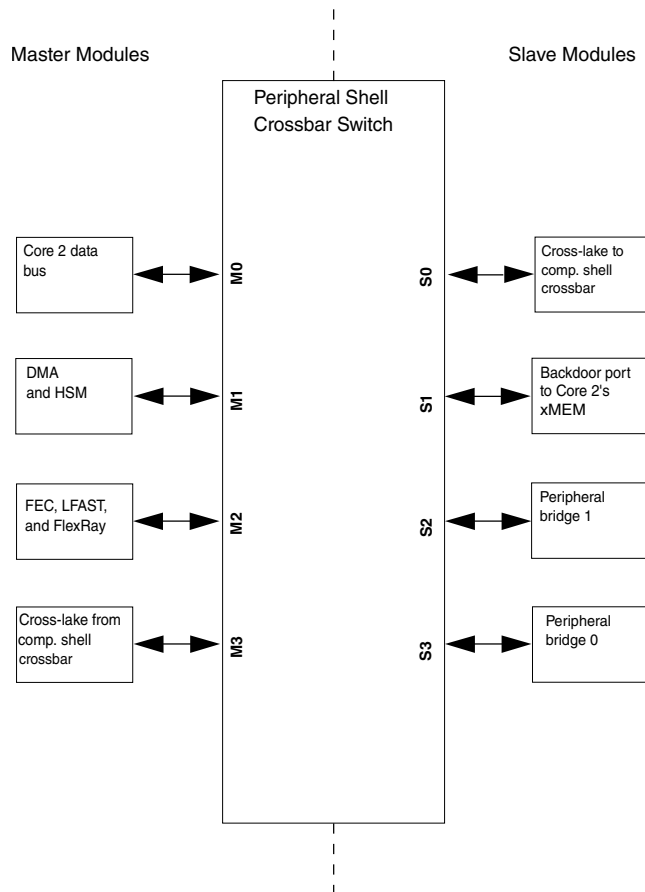 Master Modules
Slave Modules
Peripheral Shell
Crossbar Switch
Core 2 data
bus
M0
S0
Cross-lake to
comp. shell
crossbar
DMA
and HSM
M1
S1
Backdoor port
to Core 2's
xMEM
FEC, LFAST,
and FlexRay
M2
S2
Peripheral
bridge 1
Cross-lake from
comp. shell
crossbar
M3
S3
Peripheral
bridge 0